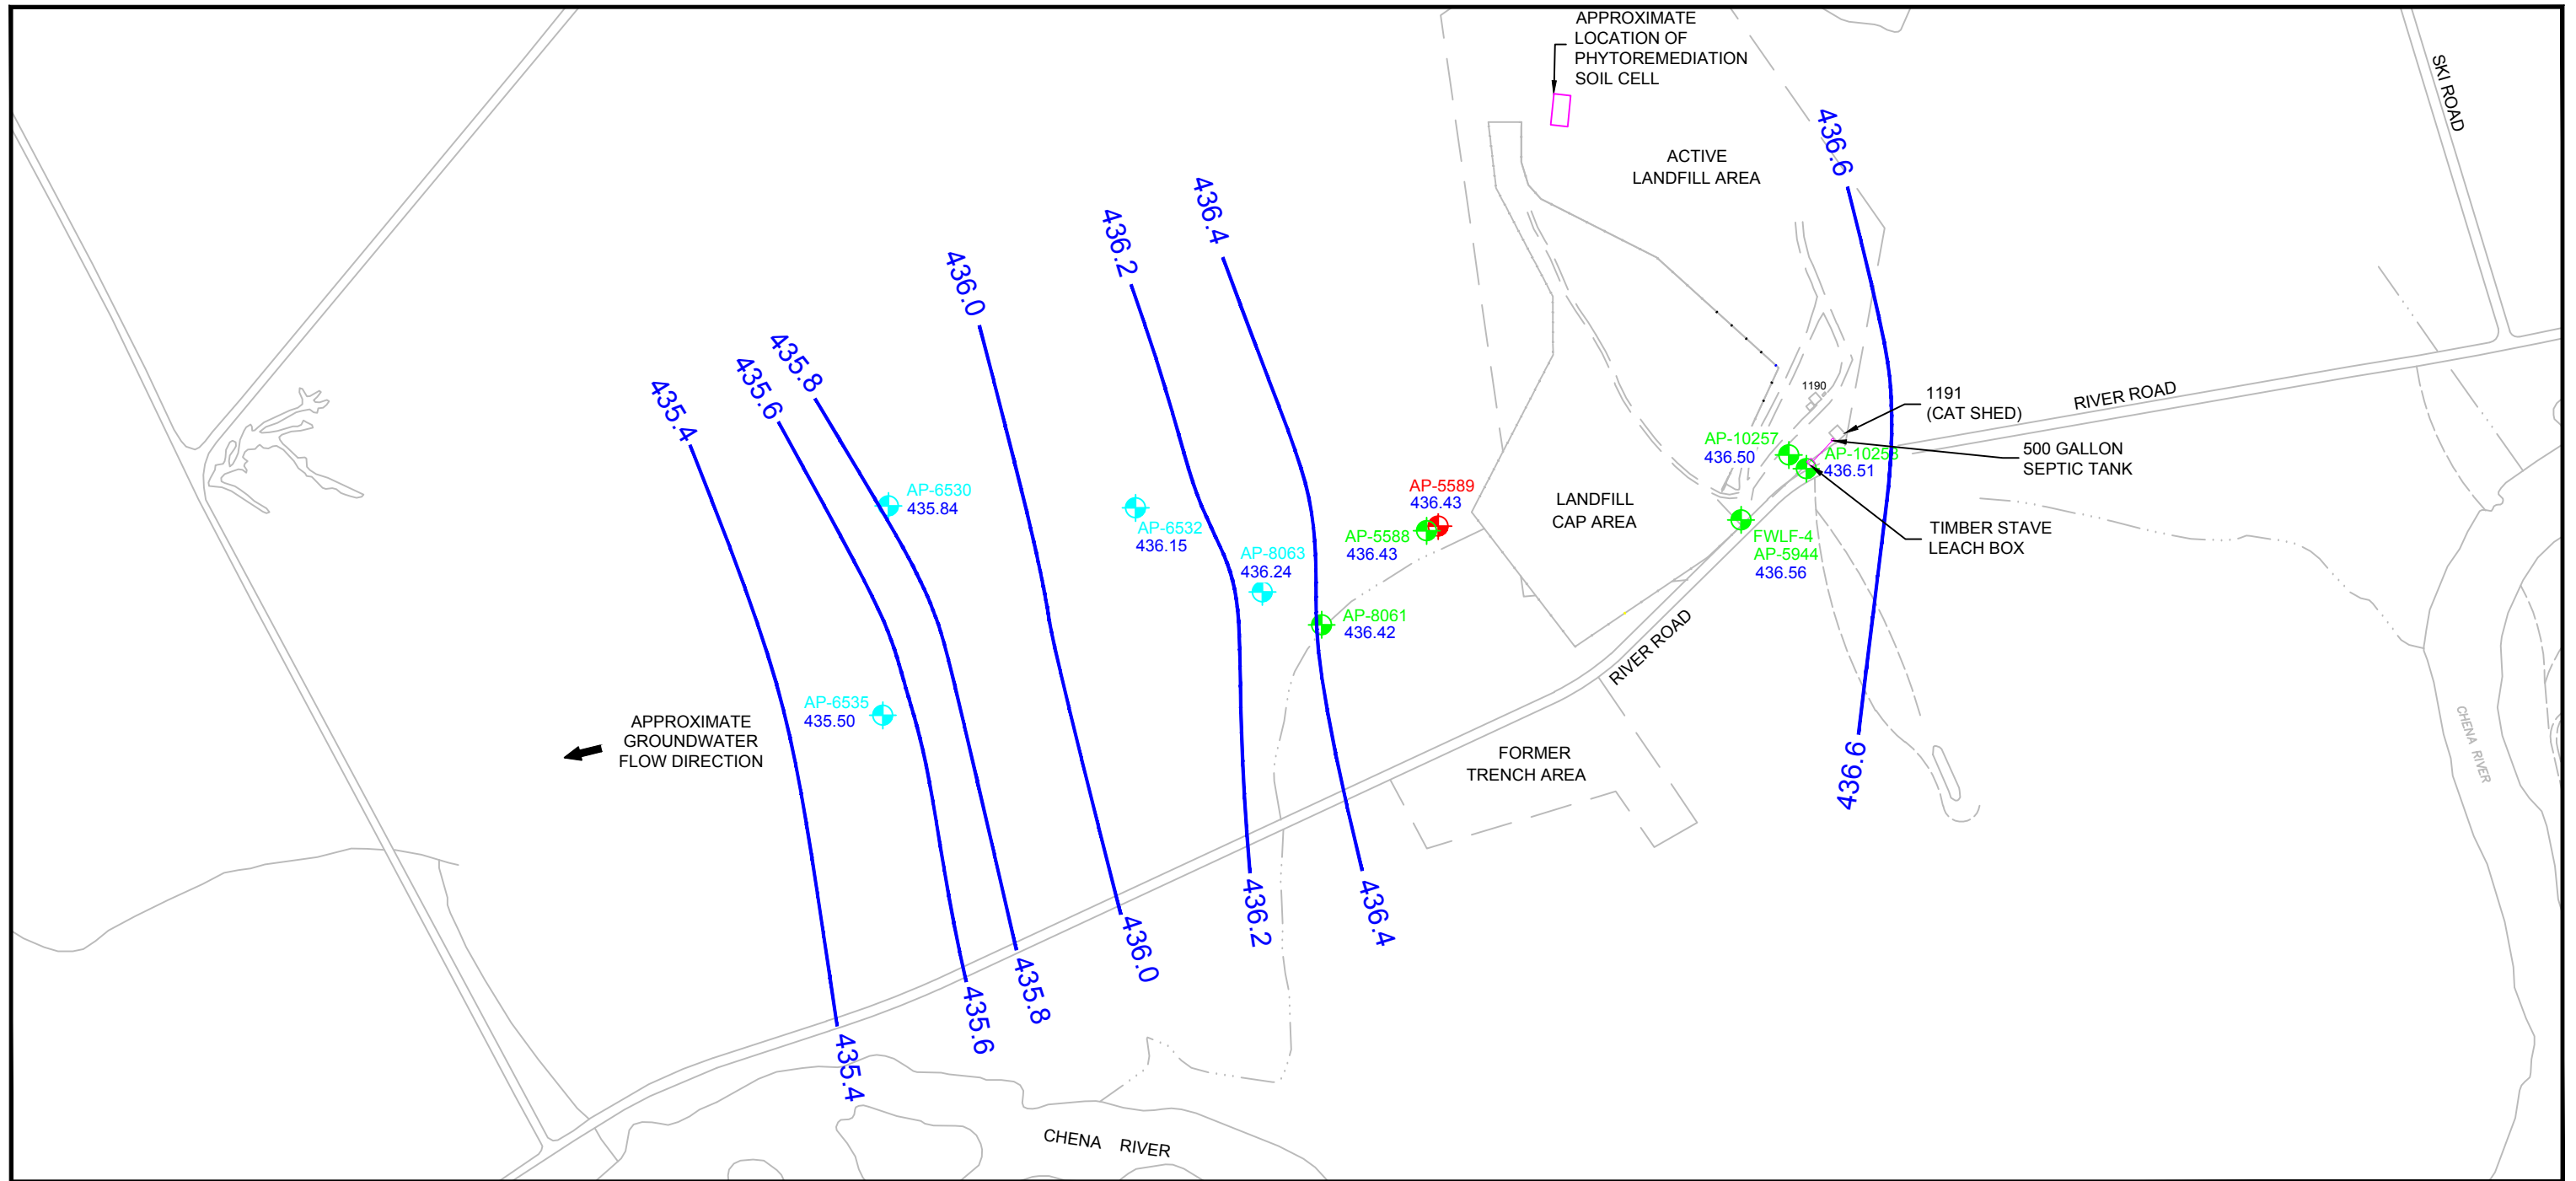 APPROXIMATE
LOCATION OF
PHYTOREMEDIATION
SOIL CELL
SKI ROAD
ACTIVE
LANDFILL AREA
436.6
436.4
436.2
436.0
435.8
435.6
435.4
1190
1191
(CAT SHED)
RIVER ROAD
AP-10257
436.50
AP-10258
436.51
500 GALLON
SEPTIC TANK
AP-6530
435.84
AP-6532
436.15
AP-5589
436.43
AP-5588
436.43
LANDFILL
CAP AREA
FWLF-4
AP-5944
436.56
TIMBER STAVE
LEACH BOX
AP-8063
436.24
AP-8061
436.42
RIVER ROAD
AP-6535
435.50
APPROXIMATE
GROUNDWATER
FLOW DIRECTION
FORMER
TRENCH AREA
CHENA RIVER
436.6
436.4
436.2
436.0
435.8
435.6
435.4
CHENA RIVER